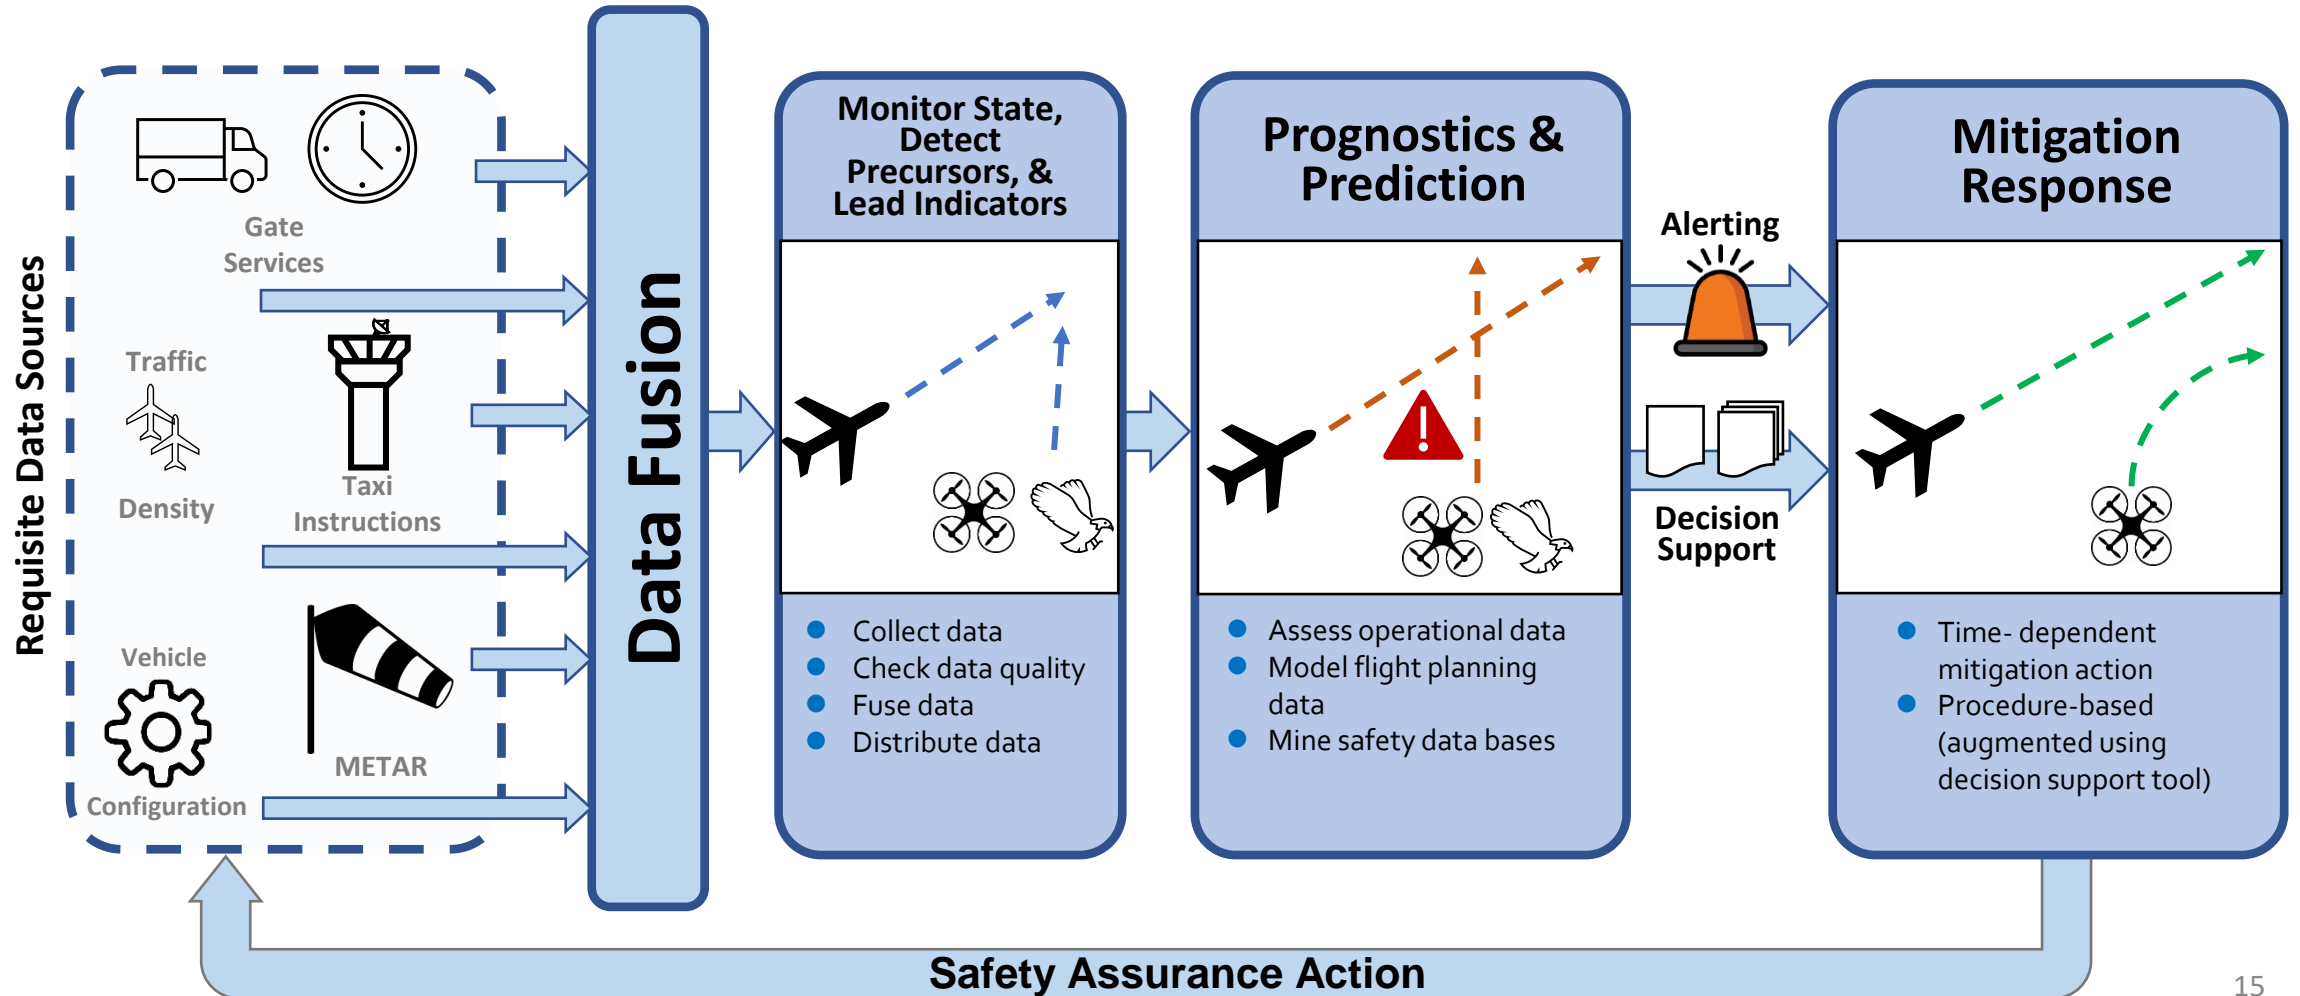 Requisite Data Sources
Gate
Services
Traffic
Density
Taxi
Instructions
Vehicle
Configuration
METAR
Data Fusion
Monitor State,
Detect
Precursors, &
Lead Indicators
Collect data
Check data quality
Fuse data
Distribute data
Prognostics &
Prediction
Assess operational data
Model flight planning
data
Mine safety data bases
Alerting
Decision
Support
Mitigation
Response
Time- dependent
mitigation action
Procedure-based
(augmented using
decision support tool)
Safety Assurance Action
15